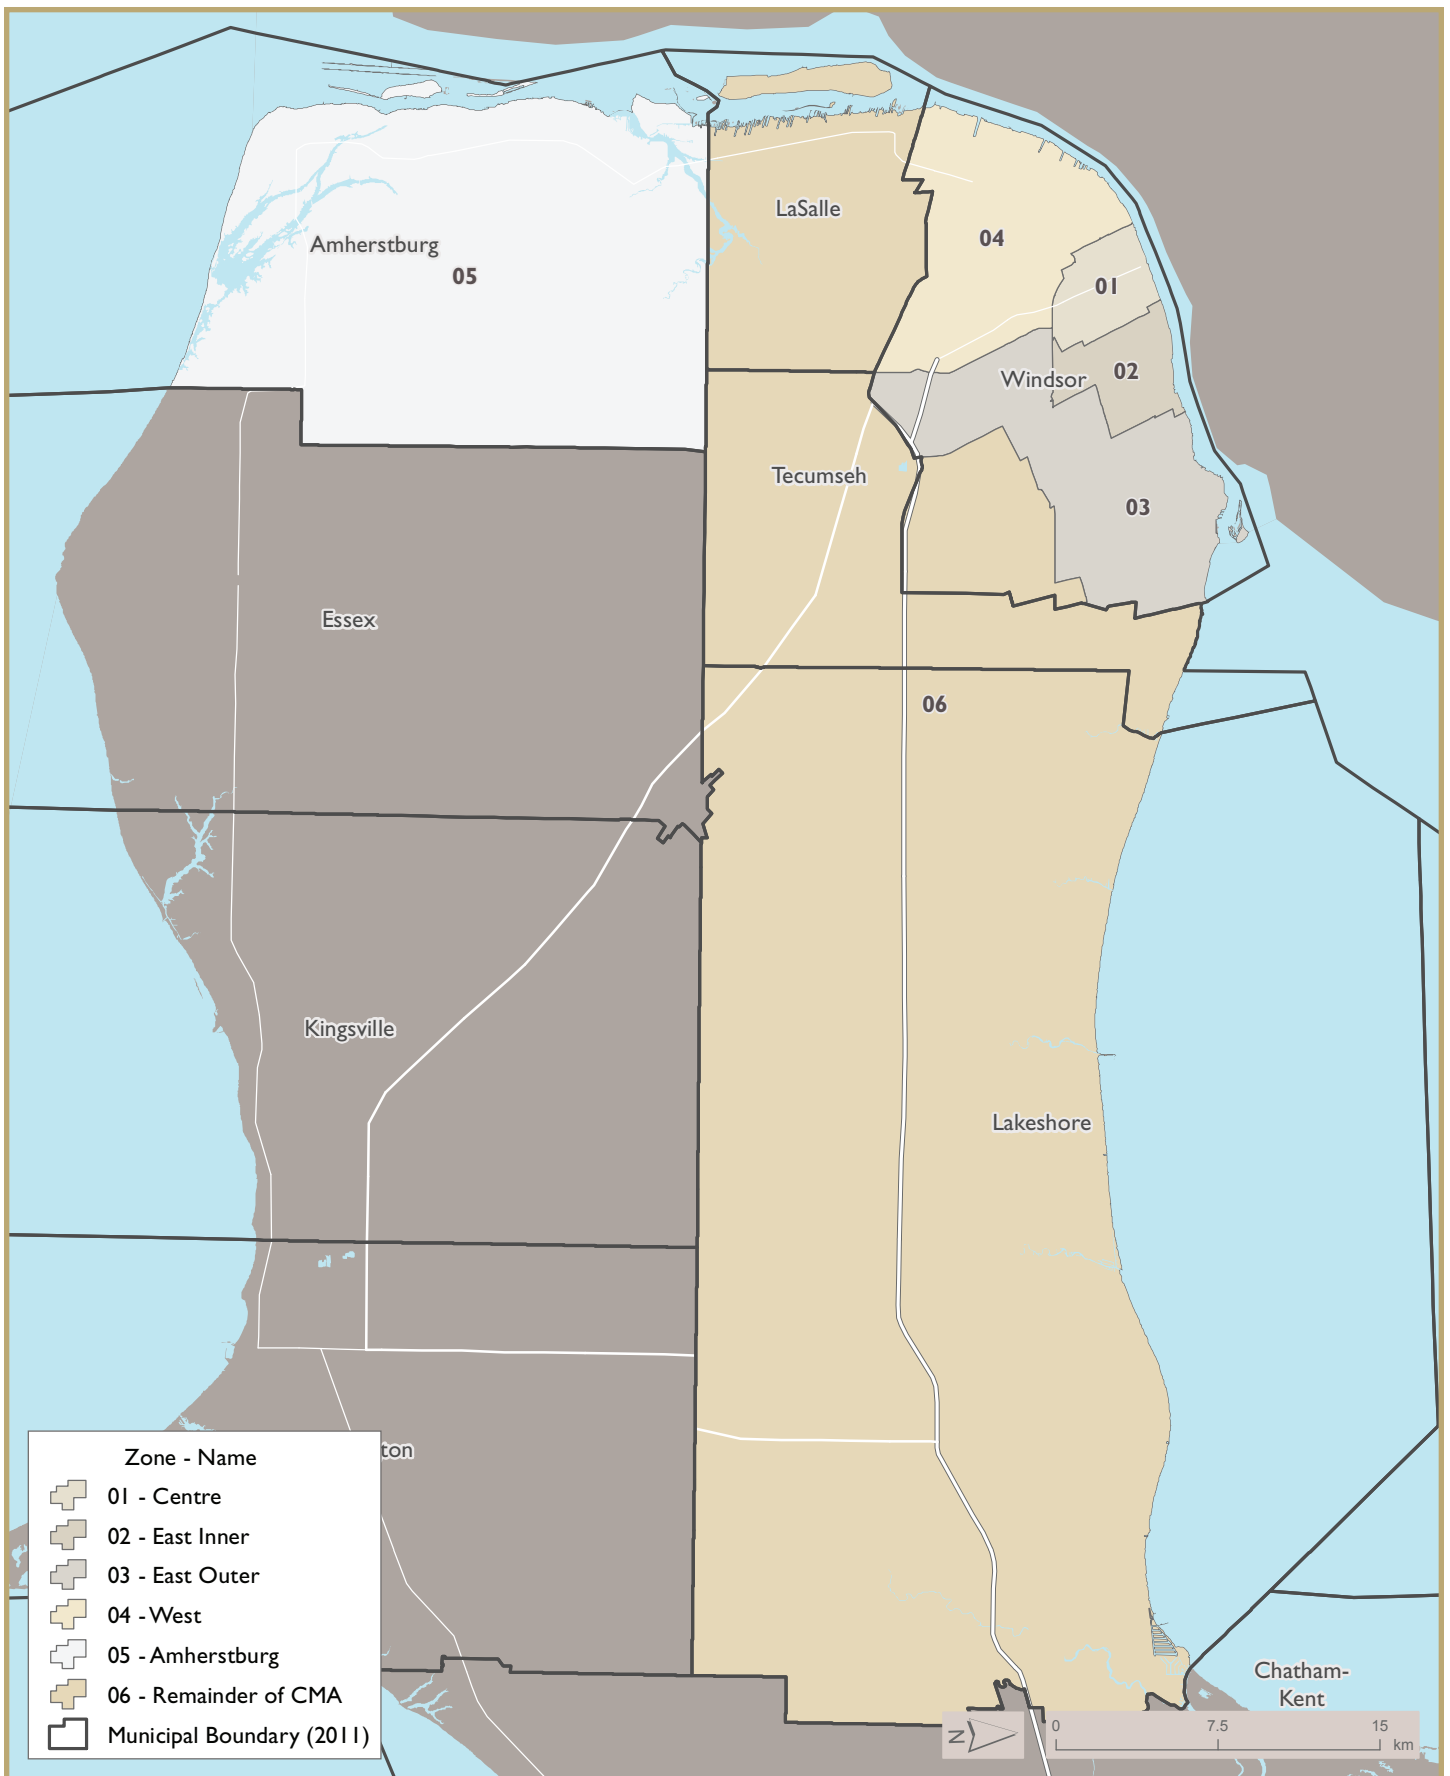 LaSalle
Amherstburg
05
04
01
02
Windsor
Tecumseh
03
Essex
06
Kingsville
Lakeshore
ton
Zone - Name
01 - Centre
02 - East Inner
03 - East Outer
04 - West
05 - Amherstburg
06 - Remainder of CMA
Municipal Boundary (2011)
Chatham-
Kent
N
0 7.5 15
km